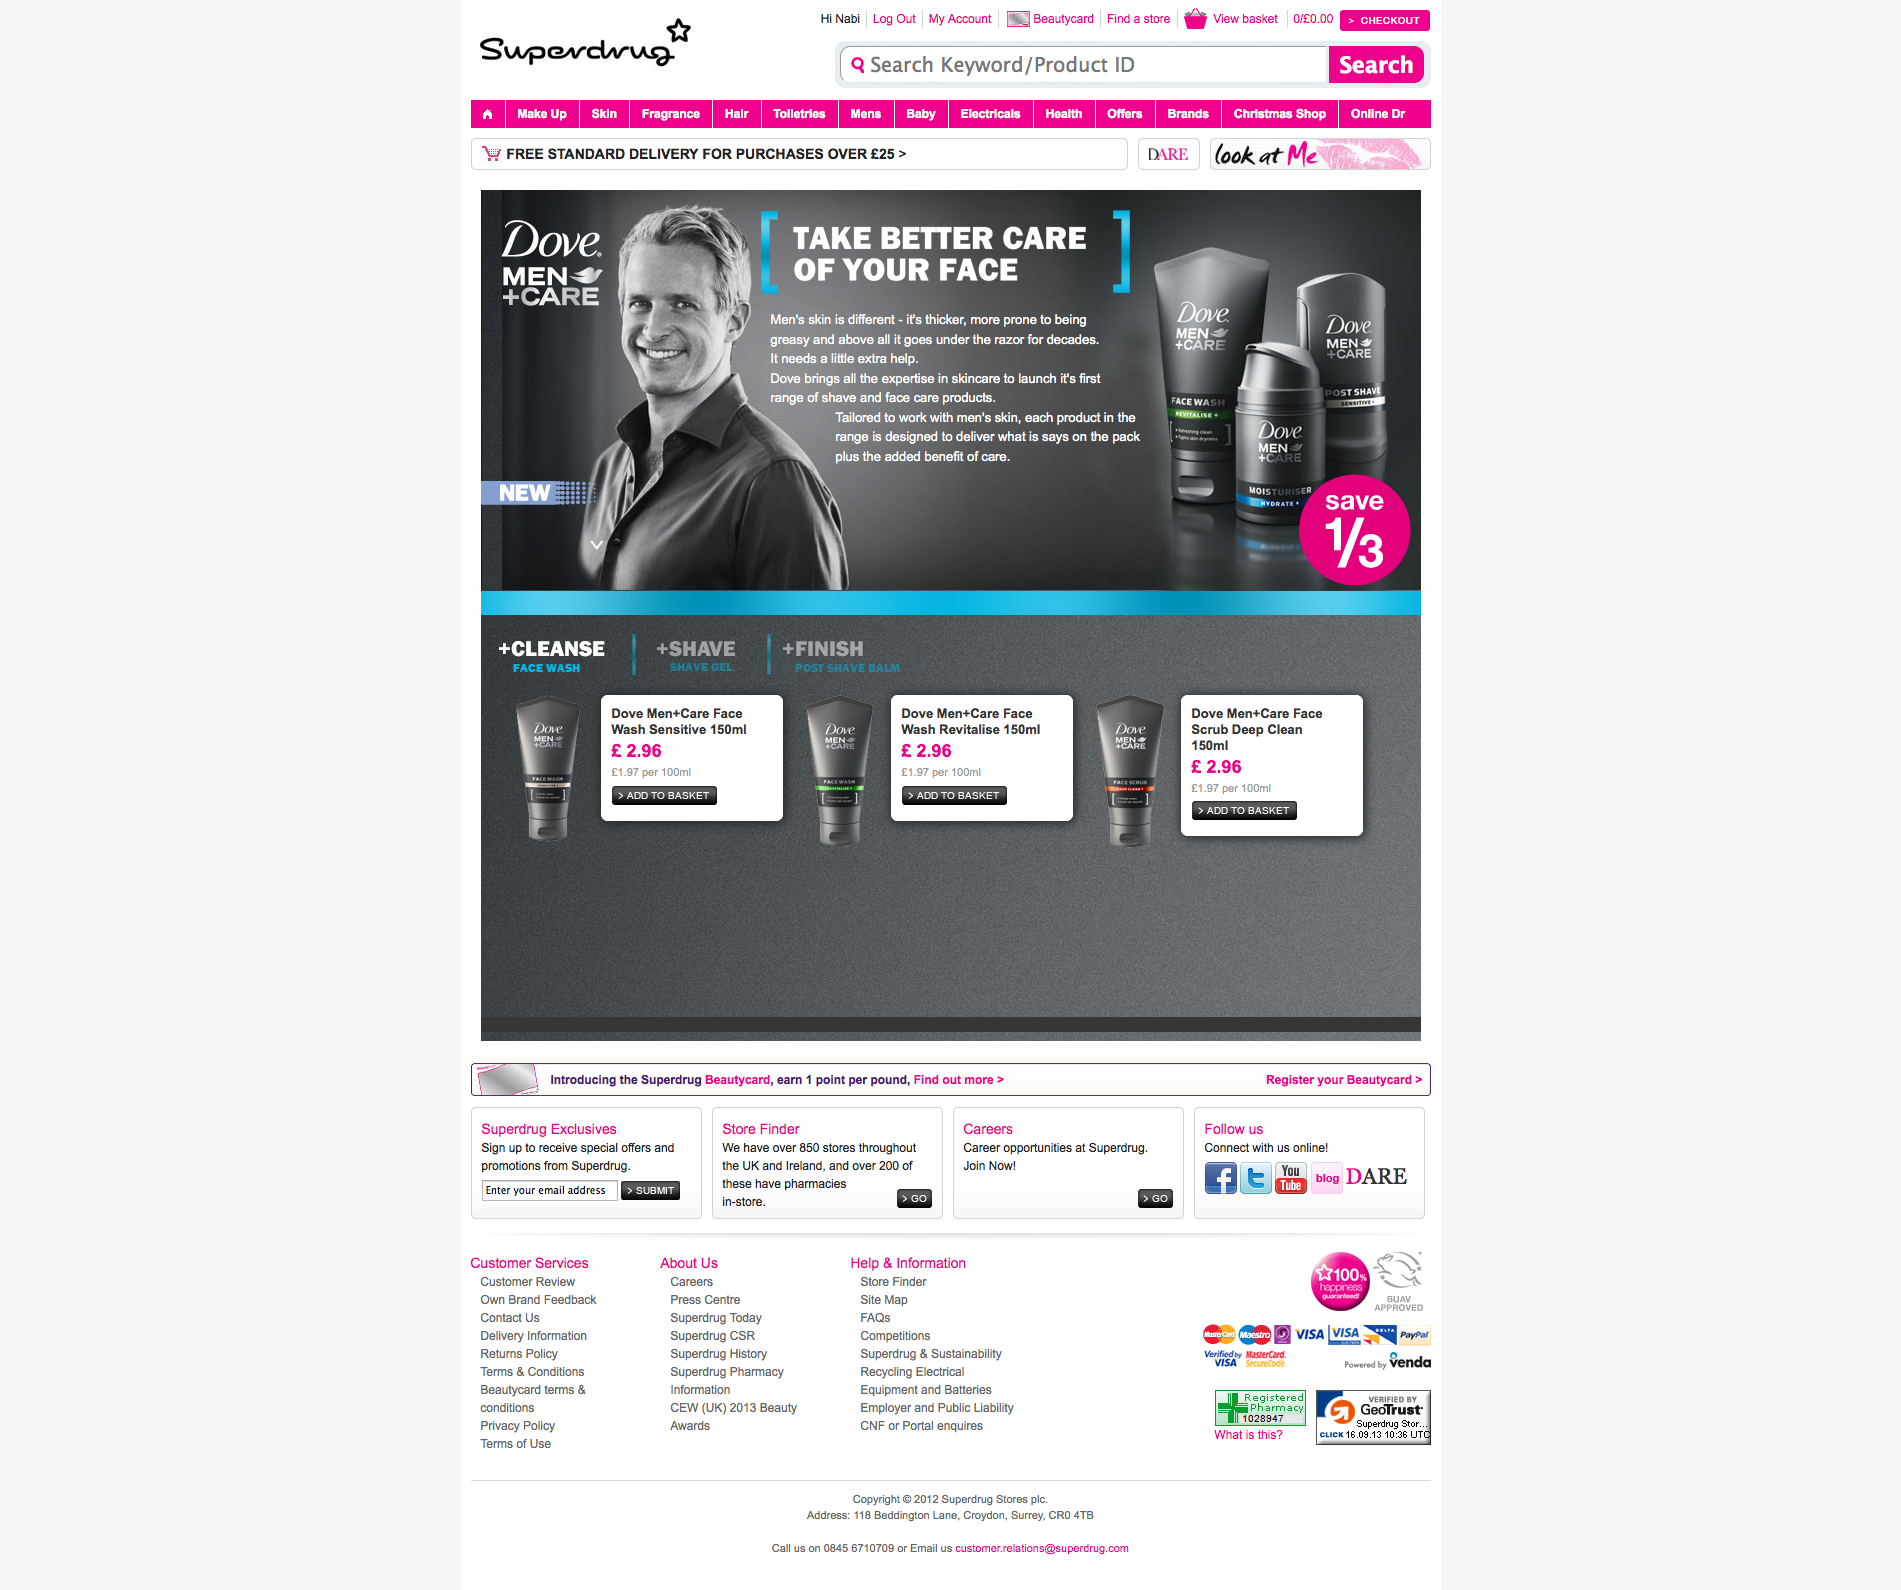 Superdrug
Hi Nabi
Log Out
My Account
Beautycard
Find a store
View basket
0/£0.00
> CHECKOUT
Search Keyword/Product ID
Search
Make Up
Skin
Fragrance
Hair
Toiletries
Mens
Baby
Electricals
Health
Offers
Brands
Christmas Shop
Online Dr
FREE STANDARD DELIVERY FOR PURCHASES OVER £25 >
DARE
look at Me
Dove
MEN
+CARE
[ TAKE BETTER CARE
OF YOUR FACE ]
Men's skin is different - it's thicker, more prone to being
greasy and above all it goes under the razor for decades.
It needs a little extra help.
Dove brings all the expertise in skincare to launch it's first
range of shave and face care products.
Tailored to work with men's skin, each product in the
range is designed to deliver what is says on the pack
plus the added benefit of care.
Dove
MEN
+CARE
FACE WASH
REVITALISE +
Dove
MEN
+CARE
POST SHAVE
SENSITIVE +
Dove
MEN
+CARE
MOISTURISER
HYDRATE +
NEW
save
1/3
+CLEANSE
FACE WASH
+SHAVE
SHAVE GEL
+FINISH
POST SHAVE BALM
Dove
MEN
+CARE
FACE WASH
Dove Men+Care Face
Wash Sensitive 150ml
£ 2.96
£1.97 per 100ml
> ADD TO BASKET
Dove
MEN
+CARE
FACE WASH
Dove Men+Care Face
Wash Revitalise 150ml
£ 2.96
£1.97 per 100ml
> ADD TO BASKET
Dove
MEN
+CARE
FACE SCRUB
Dove Men+Care Face
Scrub Deep Clean
150ml
£ 2.96
£1.97 per 100ml
> ADD TO BASKET
Introducing the Superdrug Beautycard, earn 1 point per pound, Find out more >
Register your Beautycard >
Superdrug Exclusives
Sign up to receive special offers and
promotions from Superdrug.
Enter your email address
> SUBMIT
Store Finder
We have over 850 stores throughout
the UK and Ireland, and over 200 of
these have pharmacies
in-store.
> GO
Careers
Career opportunities at Superdrug.
Join Now!
> GO
Follow us
Connect with us online!
You
Tube
blog
DARE
Customer Services
Customer Review
Own Brand Feedback
Contact Us
Delivery Information
Returns Policy
Terms & Conditions
Beautycard terms &
conditions
Privacy Policy
Terms of Use
About Us
Careers
Press Centre
Superdrug Today
Superdrug CSR
Superdrug History
Superdrug Pharmacy
Information
CEW (UK) 2013 Beauty
Awards
Help & Information
Store Finder
Site Map
FAQs
Competitions
Superdrug & Sustainability
Recycling Electrical
Equipment and Batteries
Employer and Public Liability
CNF or Portal enquires
100%
happiness
guaranteed!
BUAV
APPROVED
MasterCard
Maestro
VISA
VISA
ELECTRON
DELTA
PayPal
Verified by
VISA
MasterCard.
SecureCode.
Powered by venda
Registered
Pharmacy
1028947
What is this?
VERIFIED BY
GeoTrust
Superdrug Stor...
CLICK 16.09.13 10:36 UTC
Copyright © 2012 Superdrug Stores plc.
Address: 118 Beddington Lane, Croydon, Surrey, CR0 4TB
Call us on 0845 6710709 or Email us customer.relations@superdrug.com